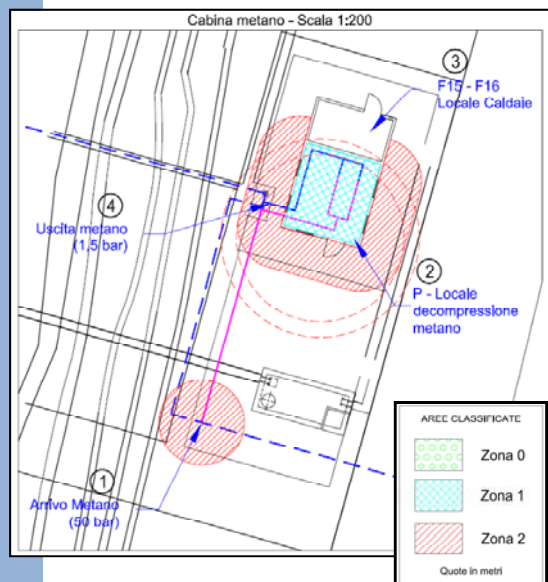 Cabina metano - Scala 1:200
3
F15 - F16
Locale Caldaie
4
Uscita metano
(1,5 bar)
2
P - Locale
decompressione
metano
1
Arrivo Metano
(50 bar)
AREE CLASSIFICATE
Zona 0
Zona 1
Zona 2
Quote in metri